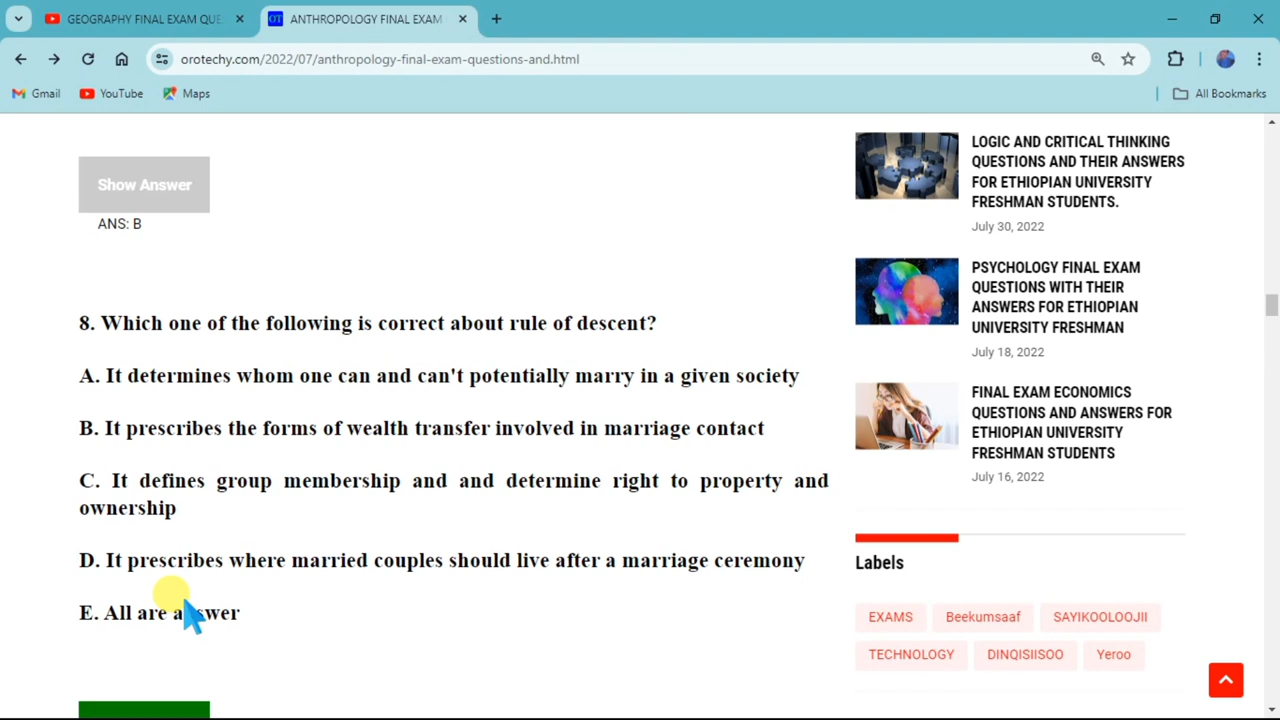 GEOGRAPHY FINAL EXAM QUE
ANTHROPOLOGY FINAL EXAM
orotechy.com/2022/07/anthropology-final-exam-questions-and.html
Gmail
YouTube
Maps
All Bookmarks
Show Answer
ANS: B
8. Which one of the following is correct about rule of descent?
A. It determines whom one can and can't potentially marry in a given society
B. It prescribes the forms of wealth transfer involved in marriage contact
C. It defines group membership and and determine right to property and
ownership
D. It prescribes where married couples should live after a marriage ceremony
E. All are answer
LOGIC AND CRITICAL THINKING
QUESTIONS AND THEIR ANSWERS
FOR ETHIOPIAN UNIVERSITY
FRESHMAN STUDENTS.
July 30, 2022
PSYCHOLOGY FINAL EXAM
QUESTIONS WITH THEIR
ANSWERS FOR ETHIOPIAN
UNIVERSITY FRESHMAN
July 18, 2022
FINAL EXAM ECONOMICS
QUESTIONS AND ANSWERS FOR
ETHIOPIAN UNIVERSITY
FRESHMAN STUDENTS
July 16, 2022
Labels
EXAMS
Beekumsaaf
SAYIKOOLOOJII
TECHNOLOGY
DINQISIISOO
Yeroo